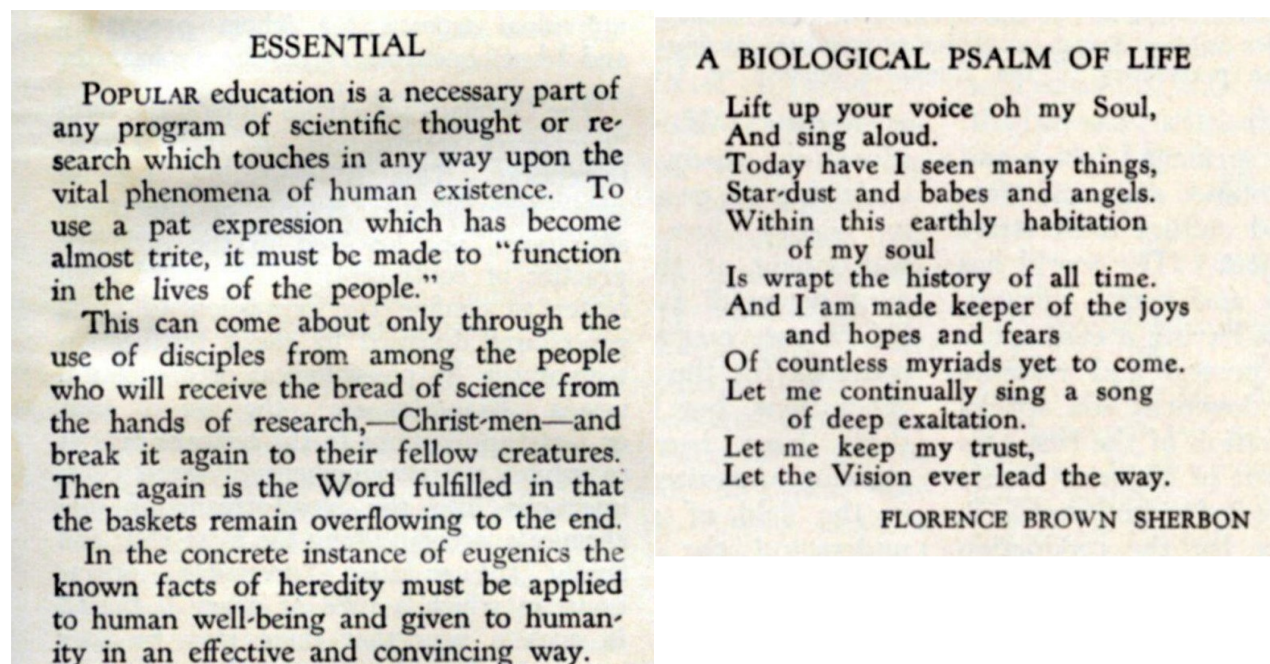 ESSENTIAL
POPULAR education is a necessary part of
any program of scientific thought or re-
search which touches in any way upon the
vital phenomena of human existence. To
use a pat expression which has become
almost trite, it must be made to "function
in the lives of the people."
This can come about only through the
use of disciples from among the people
who will receive the bread of science from
the hands of research,—Christ-men—and
break it again to their fellow creatures.
Then again is the Word fulfilled in that
the baskets remain overflowing to the end.
In the concrete instance of eugenics the
known facts of heredity must be applied
to human well-being and given to human-
ity in an effective and convincing way.
A BIOLOGICAL PSALM OF LIFE
Lift up your voice oh my Soul,
And sing aloud.
Today have I seen many things,
Star-dust and babes and angels.
Within this earthly habitation
of my soul
Is wrapt the history of all time.
And I am made keeper of the joys
and hopes and fears
Of countless myriads yet to come.
Let me continually sing a song
of deep exaltation.
Let me keep my trust,
Let the Vision ever lead the way.
FLORENCE BROWN SHERBON